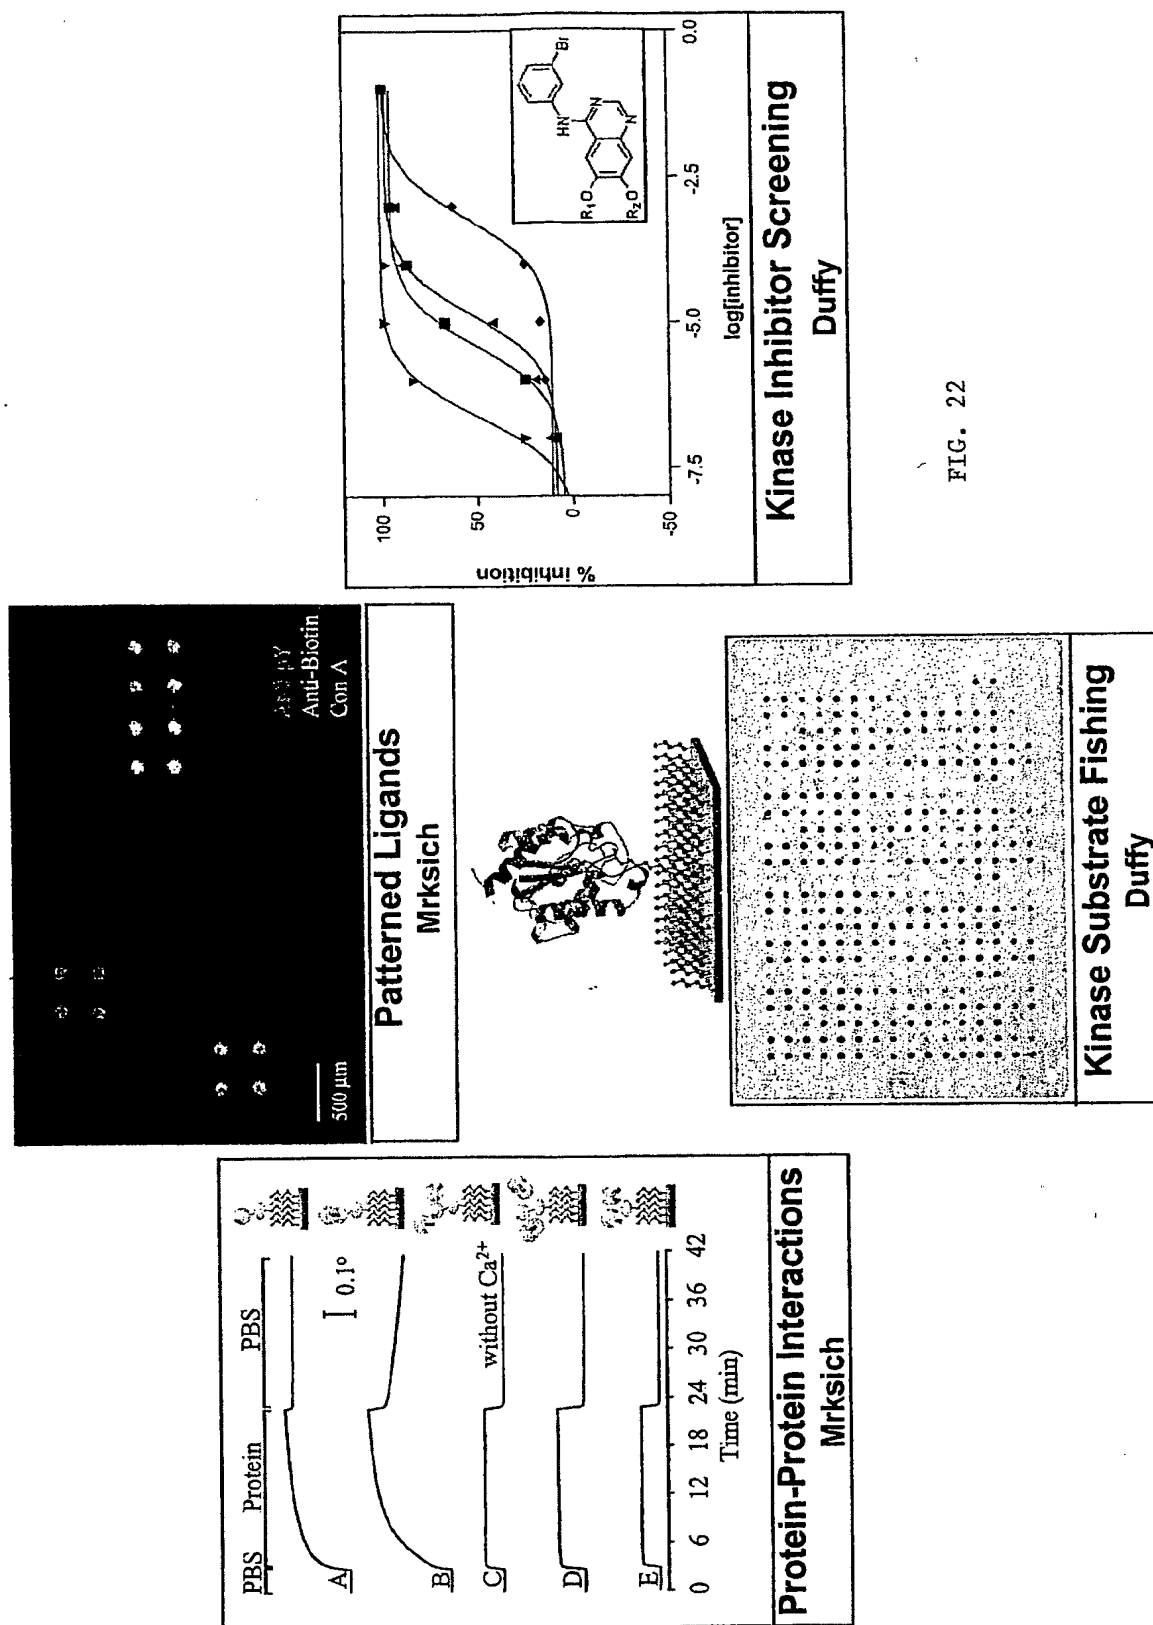 PBS Protein PBS
A
0.1°
B
C
without Ca2+
D
E
0 6 12 18 24 30 36 42
Time (min)
Protein-Protein Interactions
Mrksich
500 µm
Anti-Biotin
Con A
Patterned Ligands
Mrksich
Kinase Substrate Fishing
Duffy
% inhibition
100
50
0
-50
-7.5 -5.0 -2.5 0.0
log[inhibitor]
R1O
R2O
HN
N
N
Br
Kinase Inhibitor Screening
Duffy
FIG. 22